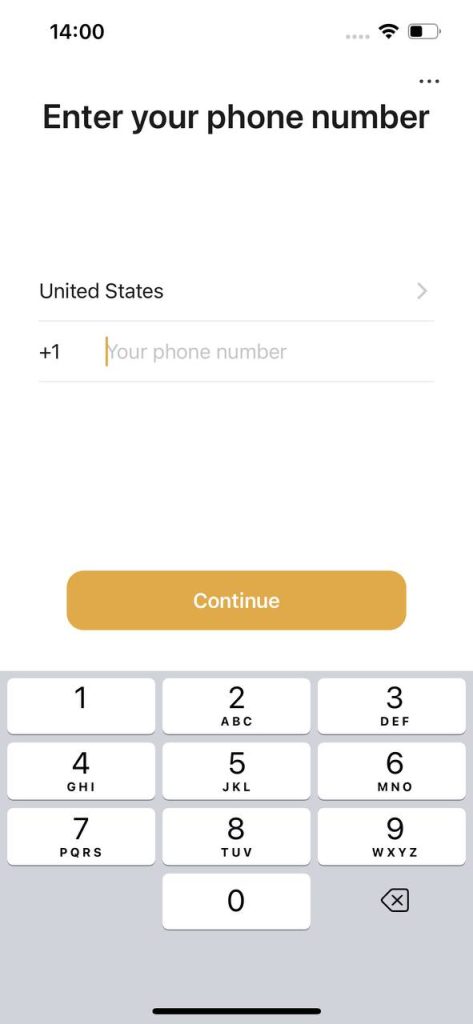 14:00
Enter your phone number
United States
+1 Your phone number
Continue
1 2 3
ABC DEF
4 5 6
GHI JKL MNO
7 8 9
PQRS TUV WXYZ
0